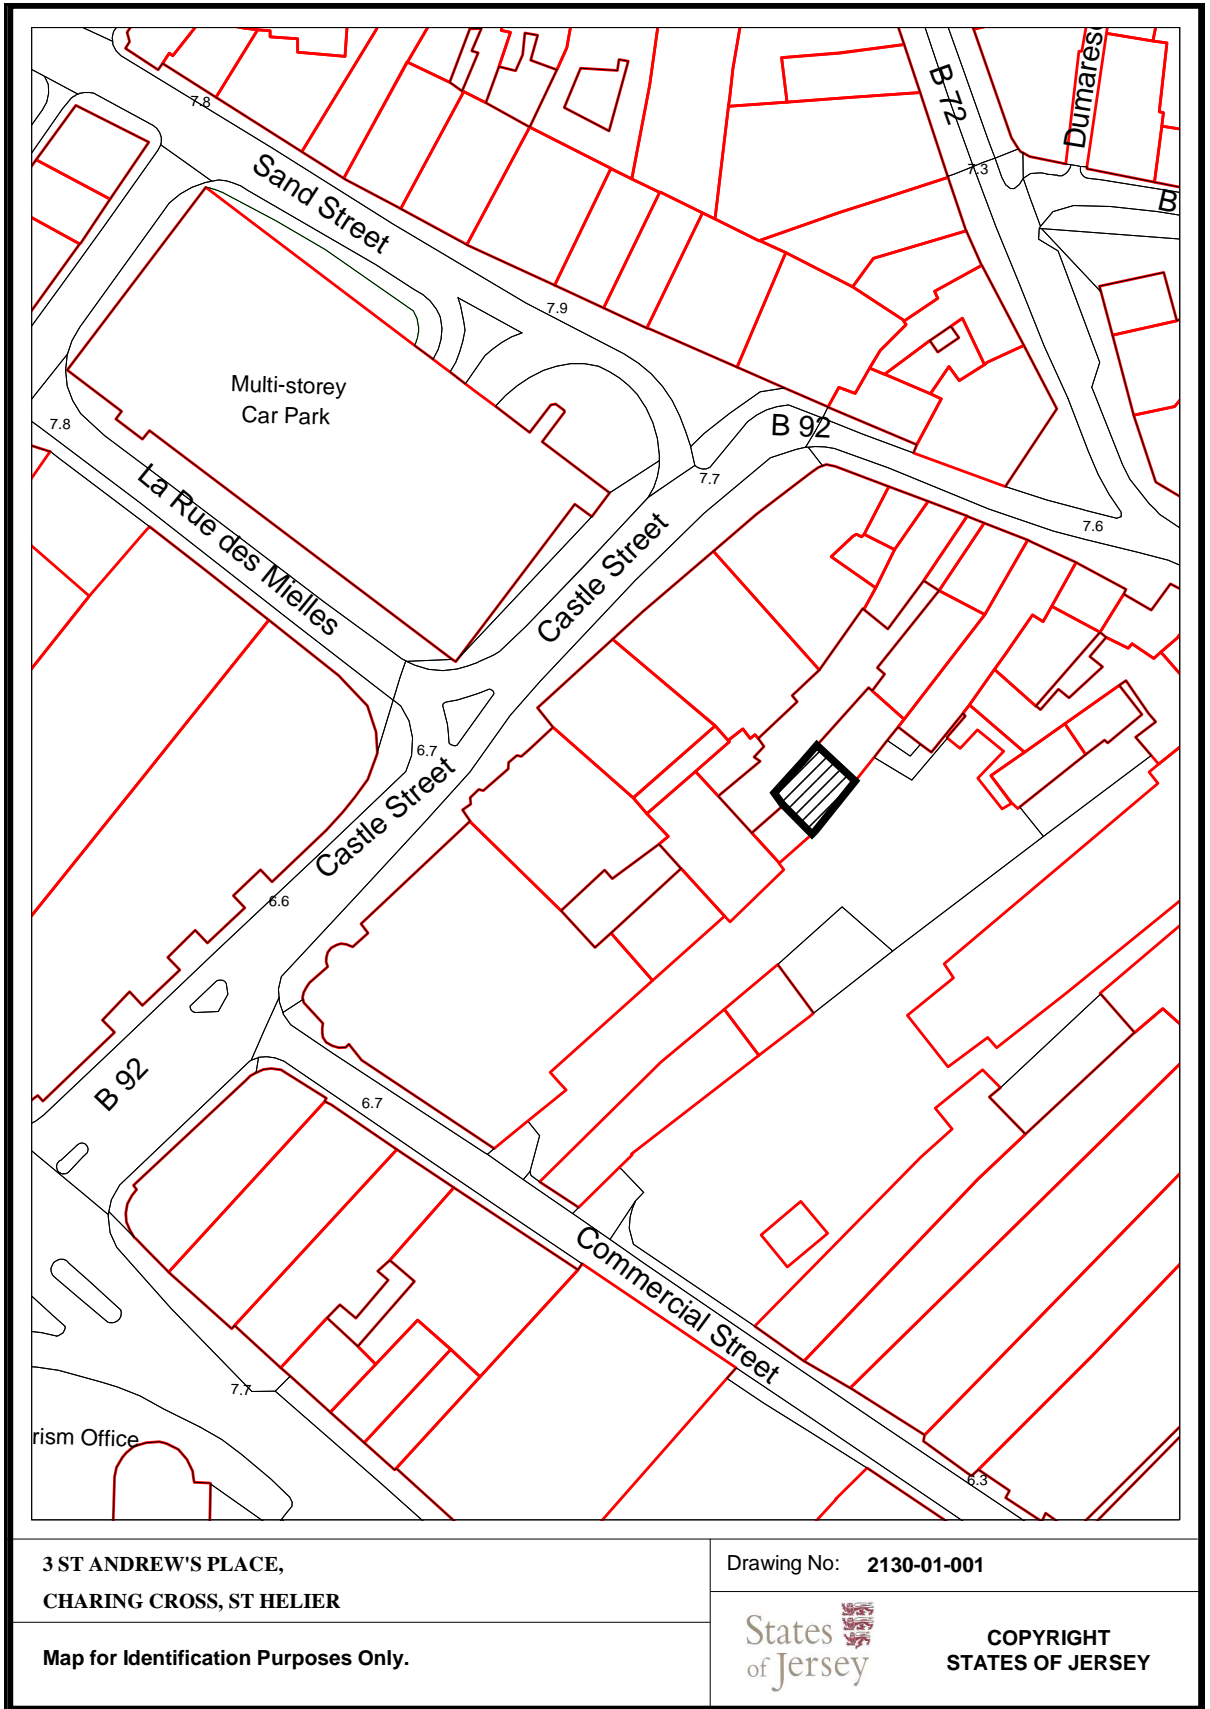 7.8
Sand Street
B 72
Dumares
7.3
B
7.9
Multi-storey
Car Park
7.8
B 92
7.7
7.6
La Rue des Mielles
Castle Street
6.7
Castle Street
6.6
B 92
6.7
Commercial Street
7.7
rism Office
6.3
3 ST ANDREW'S PLACE,
CHARING CROSS, ST HELIER
Map for Identification Purposes Only.
Drawing No: 2130-01-001
States
of Jersey
COPYRIGHT
STATES OF JERSEY